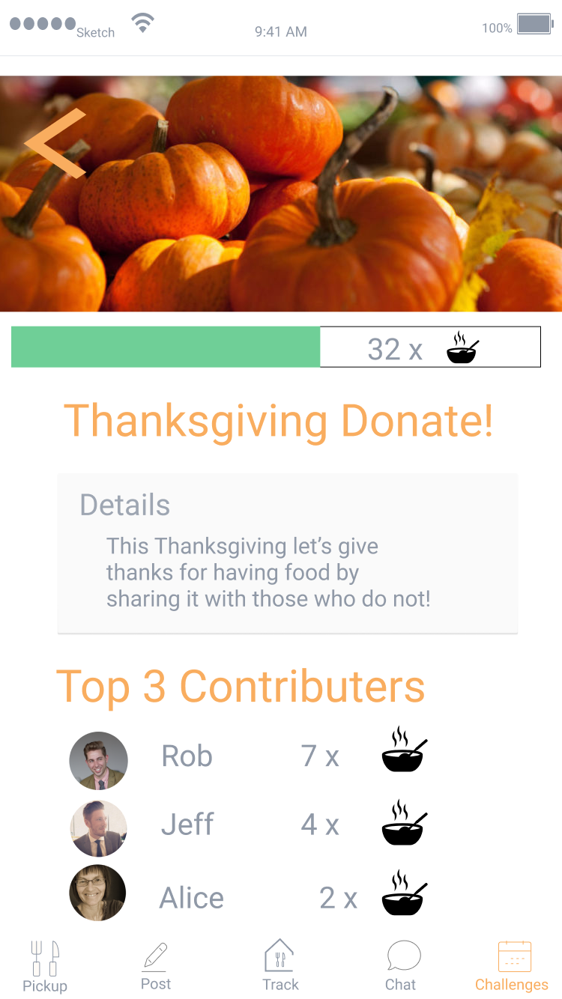 Sketch
9:41 AM
100%
32 x
Thanksgiving Donate!
Details
This Thanksgiving let’s give
thanks for having food by
sharing it with those who do not!
Top 3 Contributers
Rob 7 x
Jeff 4 x
Alice 2 x
Pickup Post Track Chat Challenges